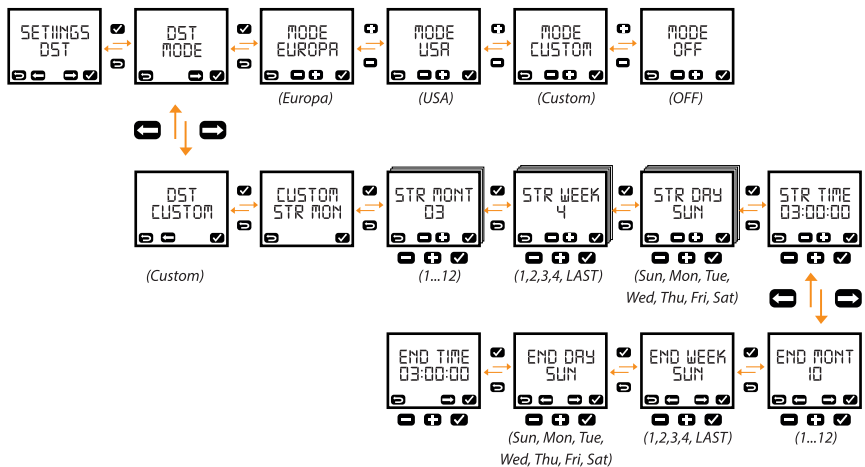 SETIINGS
DST
DST
MODE
MODE
EUROPA
MODE
USA
MODE
CUSTOM
MODE
OFF
(Europa)
(USA)
(Custom)
(OFF)
DST
CUSTOM
CUSTOM
STR MON
STR MONT
03
STR WEEK
4
STR DAY
SUN
STR TIME
03:00:00
(Custom)
(1...12)
(1,2,3,4, LAST)
(Sun, Mon, Tue,
Wed, Thu, Fri, Sat)
END TIME
03:00:00
END DAY
SUN
END WEEK
SUN
END MONT
10
(Sun, Mon, Tue,
Wed, Thu, Fri, Sat)
(1,2,3,4, LAST)
(1...12)